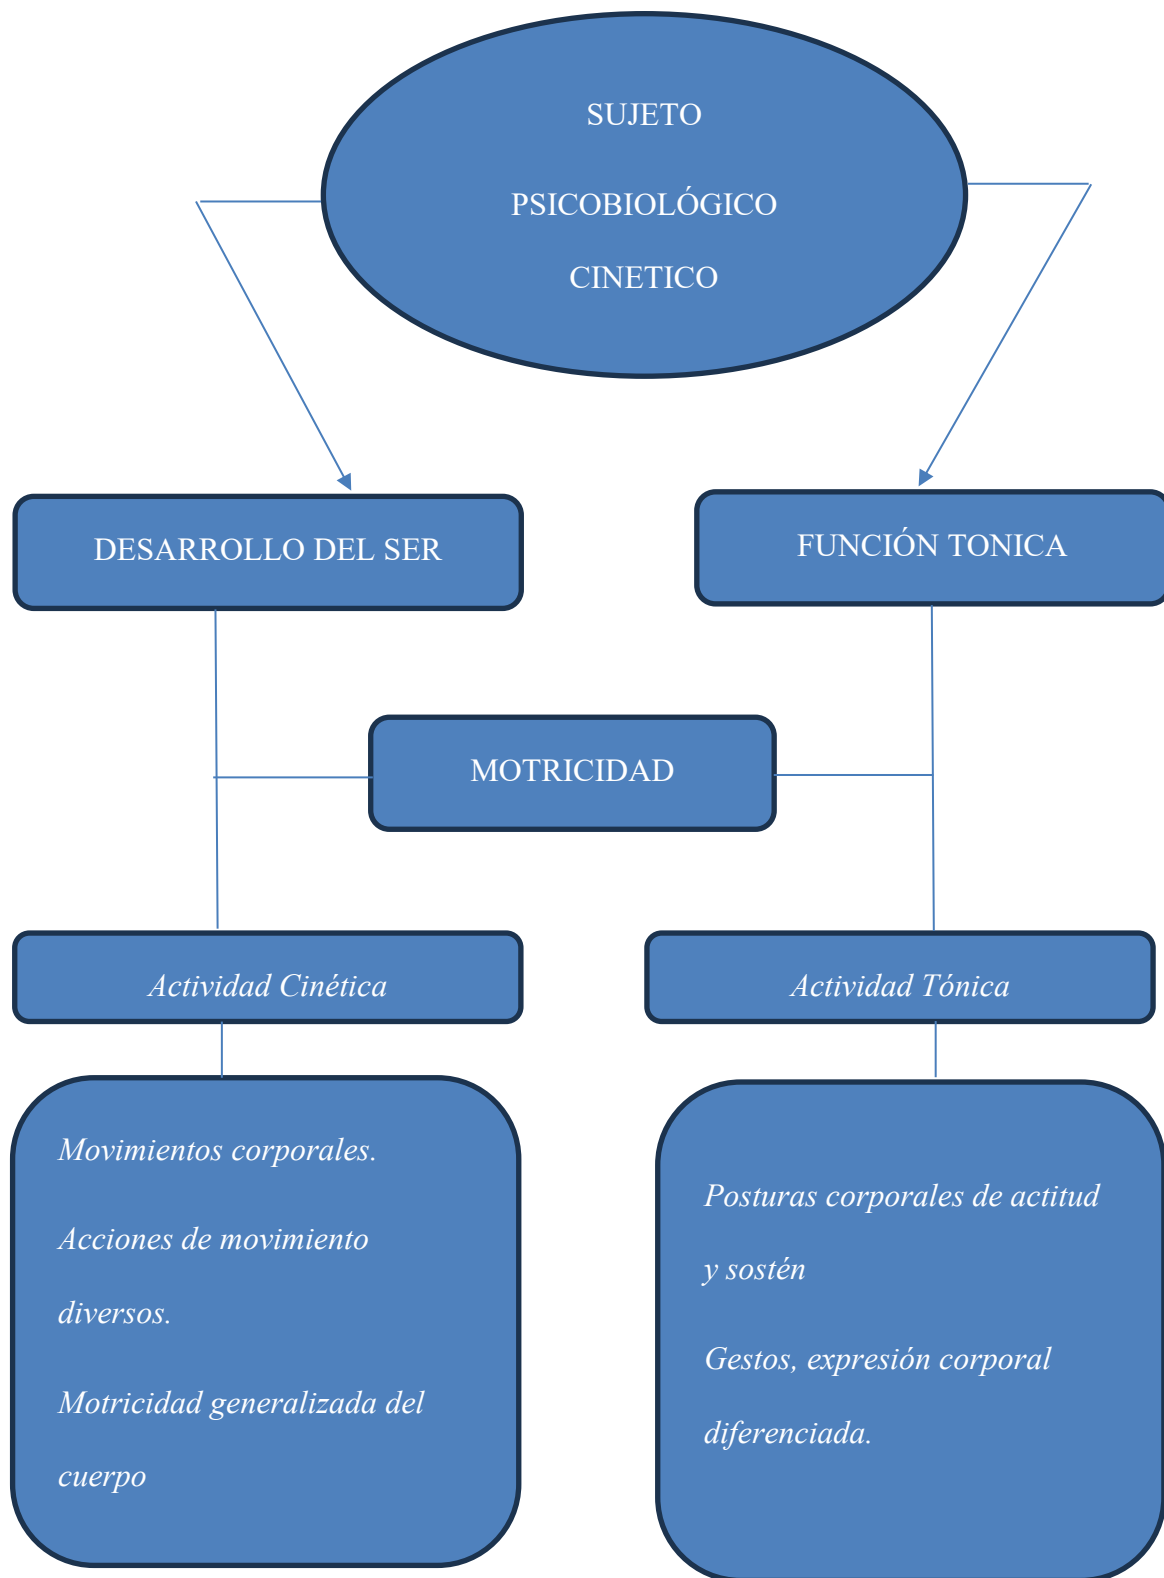 SUJETO
PSICOBIOLÓGICO
CINETICO
DESARROLLO DEL SER
FUNCIÓN TONICA
MOTRICIDAD
Actividad Cinética
Actividad Tónica
Movimientos corporales.
Acciones de movimiento
diversos.
Motricidad generalizada del
cuerpo
Posturas corporales de actitud
y sostén
Gestos, expresión corporal
diferenciada.